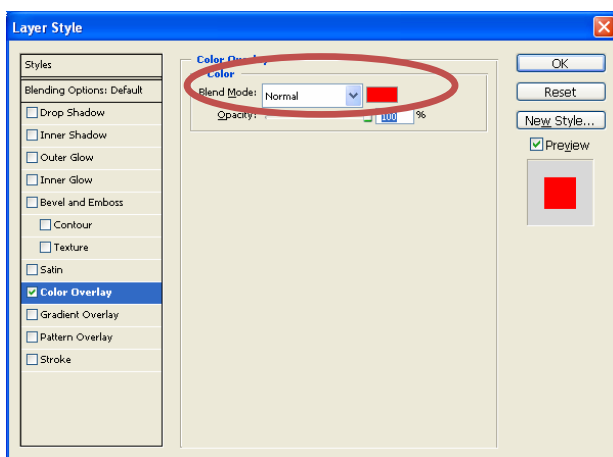 Layer Style
Styles
Blending Options: Default
Drop Shadow
Inner Shadow
Outer Glow
Inner Glow
Bevel and Emboss
Contour
Texture
Satin
Color Overlay
Gradient Overlay
Pattern Overlay
Stroke
Color Overlay
Color
Blend Mode: Normal
Opacity: 100 %
OK
Reset
New Style...
Preview